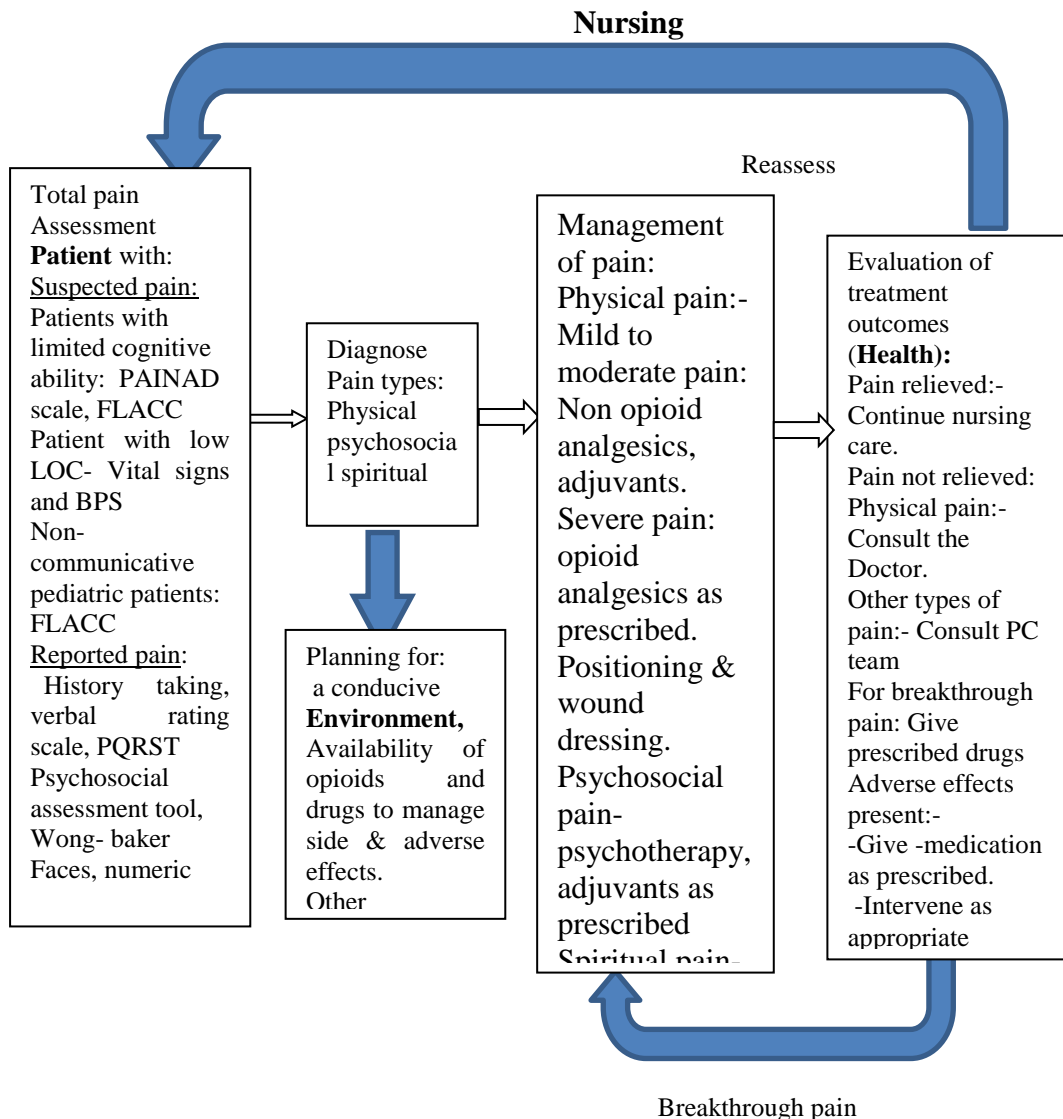 Nursing
Reassess
Total pain
Assessment
Patient with:
Suspected pain:
Patients with
limited cognitive
ability: PAINAD
scale, FLACC
Patient with low
LOC- Vital signs
and BPS
Non-
communicative
pediatric patients:
FLACC
Reported pain:
History taking,
verbal rating
scale, PQRST
Psychosocial
assessment tool,
Wong- baker
Faces, numeric
Diagnose
Pain types:
Physical
psychosocia
l spiritual
Planning for:
a conducive
Environment,
Availability of
opioids and
drugs to manage
side & adverse
effects.
Other
Management
of pain:
Physical pain:-
Mild to
moderate pain:
Non opioid
analgesics,
adjuvants.
Severe pain:
opioid
analgesics as
prescribed.
Positioning &
wound
dressing.
Psychosocial
pain-
psychotherapy,
adjuvants as
prescribed
Spiritual pain-
Evaluation of
treatment
outcomes
(Health):
Pain relieved:-
Continue nursing
care.
Pain not relieved:
Physical pain:-
Consult the
Doctor.
Other types of
pain:- Consult PC
team
For breakthrough
pain: Give
prescribed drugs
Adverse effects
present:-
-Give -medication
as prescribed.
-Intervene as
appropriate
Breakthrough pain